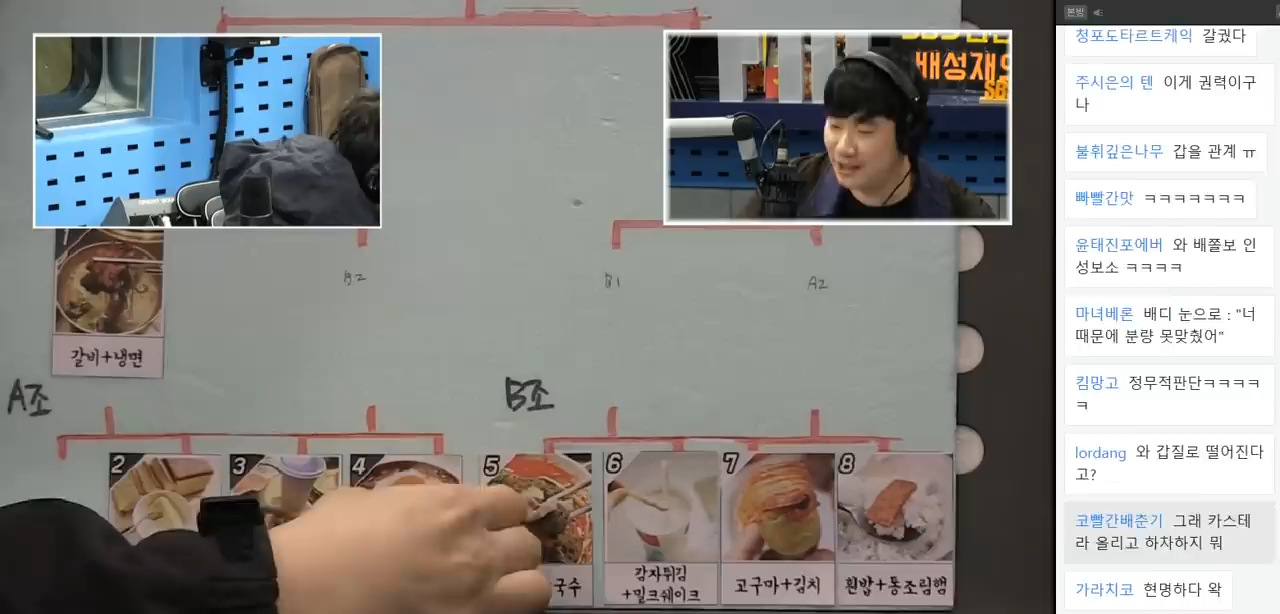 배성재의
SBS
B2
B1
A2
갈비+냉면
A조
B조
2
3
4
5
6
7
8
국수
감자튀김
+밀크쉐이크
고구마+김치
흰밥+통조림햄
본방
청포도타르트케익 갈궜다
주시은의 텐 이게 권력이구
나
불휘깊은나무 갑을 관계 ㅠ
빠빨간맛 ㅋㅋㅋㅋㅋㅋㅋ
윤태진포에버 와 배쫄보 인
성보소 ㅋㅋㅋㅋ
마녀베론 배디 눈으로 : "너
때문에 분량 못맞췄어"
킴망고 정무적판단ㅋㅋㅋㅋ
ㅋ
lordang 와 갑질로 떨어진다
고?
코빨간배춘기 그래 카스테
라 올리고 하차하지 뭐
가라치코 현명하다 왁